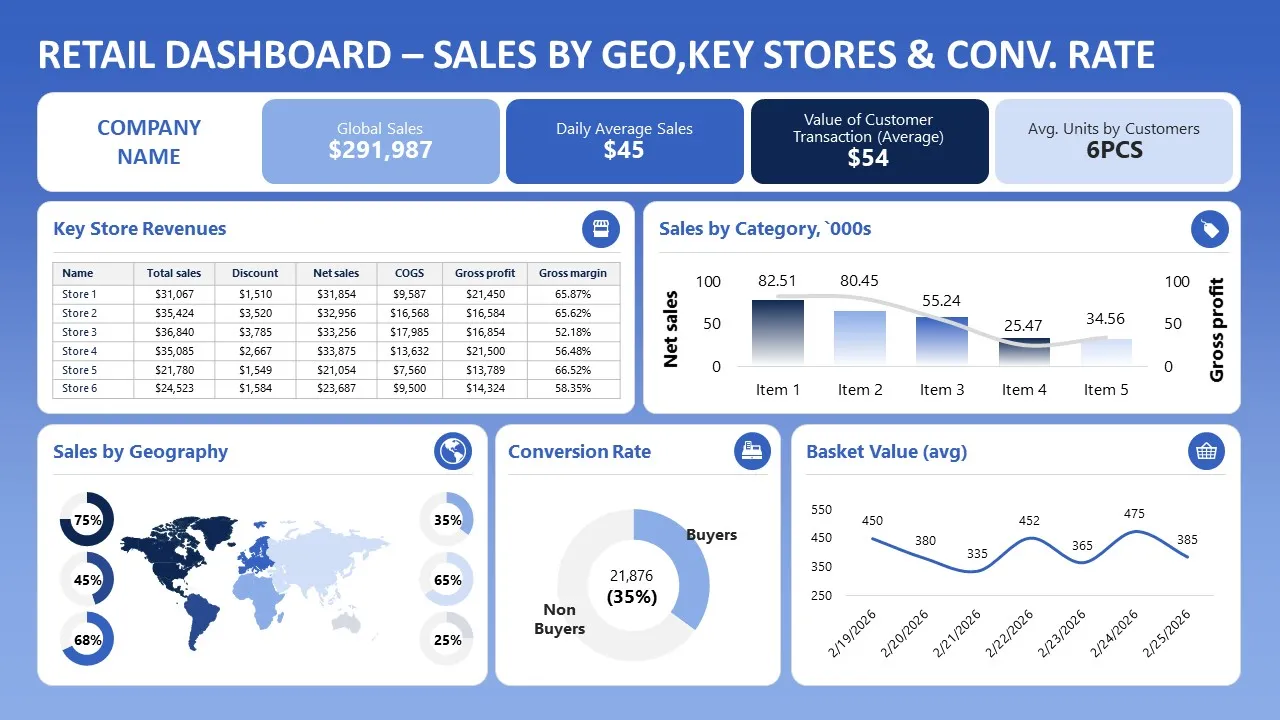 RETAIL DASHBOARD – SALES BY GEO,KEY STORES & CONV. RATE
COMPANY
NAME
Global Sales
$291,987
Daily Average Sales
$45
Value of Customer
Transaction (Average)
$54
Avg. Units by Customers
6PCS
Key Store Revenues
Name Total sales Discount Net sales COGS Gross profit Gross margin
Store 1 $31,067 $1,510 $31,854 $9,587 $21,450 65.87%
Store 2 $35,424 $3,520 $32,956 $16,568 $16,584 65.62%
Store 3 $36,840 $3,785 $33,256 $17,985 $16,854 52.18%
Store 4 $35,085 $2,667 $33,875 $13,632 $21,500 56.48%
Store 5 $21,780 $1,549 $21,054 $7,560 $13,789 66.52%
Store 6 $24,523 $1,584 $23,687 $9,500 $14,324 58.35%
Sales by Category, `000s
Net sales
100
50
0
82.51 80.45 55.24 25.47 34.56
Item 1 Item 2 Item 3 Item 4 Item 5
100
50
0
Gross profit
Sales by Geography
75%
45%
68%
35%
65%
25%
Conversion Rate
Buyers
21,876
(35%)
Non
Buyers
Basket Value (avg)
550
450
350
250
450 380 335 452 365 475 385
2/19/2026 2/20/2026 2/21/2026 2/22/2026 2/23/2026 2/24/2026 2/25/2026